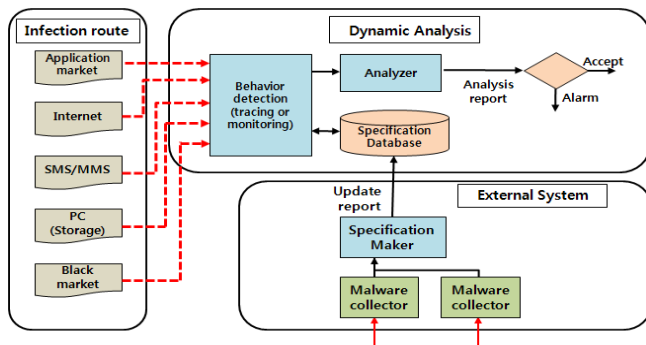 Infection route
Application
market
Internet
SMS/MMS
PC
(Storage)
Black
market
Dynamic Analysis
Behavior
detection
(tracing or
monitoring)
Analyzer
Analysis
report
Accept
Alarm
Specification
Database
Update
report
External System
Specification
Maker
Malware
collector
Malware
collector